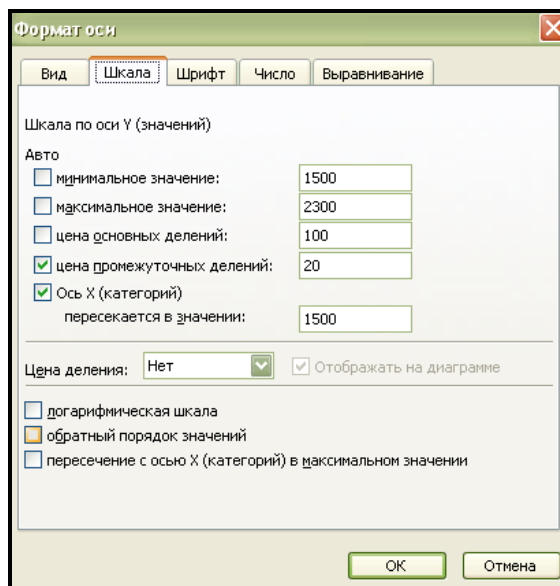 Формат оси
Вид Шкала Шрифт Число Выравнивание
Шкала по оси Y (значений)
Авто
минимальное значение: 1500
максимальное значение: 2300
цена основных делений: 100
цена промежуточных делений: 20
Ось X (категорий)
пересекается в значении: 1500
Цена деления: Нет Отображать на диаграмме
логарифмическая шкала
обратный порядок значений
пересечение с осью X (категорий) в максимальном значении
ОК Отмена